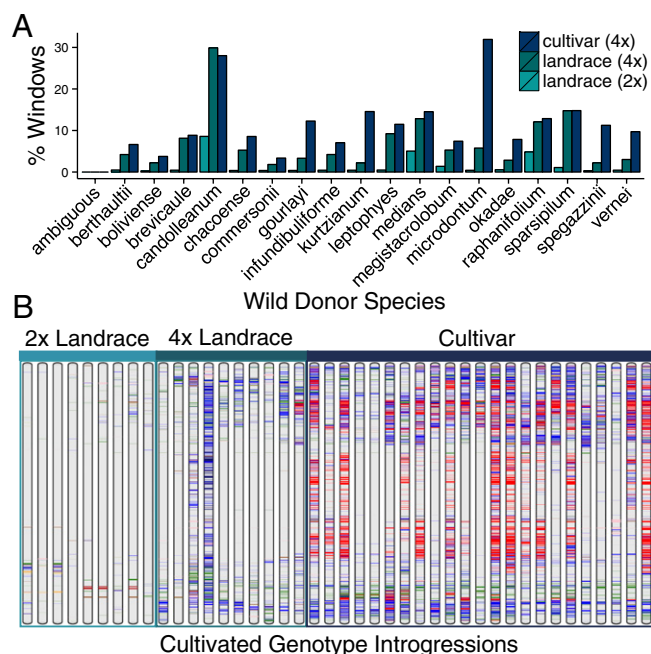 A
% Windows
30
20
10
0
cultivar (4x)
landrace (4x)
landrace (2x)
ambiguous
berthaultii
boliviense
brevicaule
candolleanum
chacoense
commersonii
gourlayi
infundibuliforme
kurtzianum
leptophyes
medians
megistacrolobum
microdontum
okadae
raphanifolium
sparsipilum
spegazzinii
vernei
Wild Donor Species
B
2x Landrace 4x Landrace Cultivar
Cultivated Genotype Introgressions